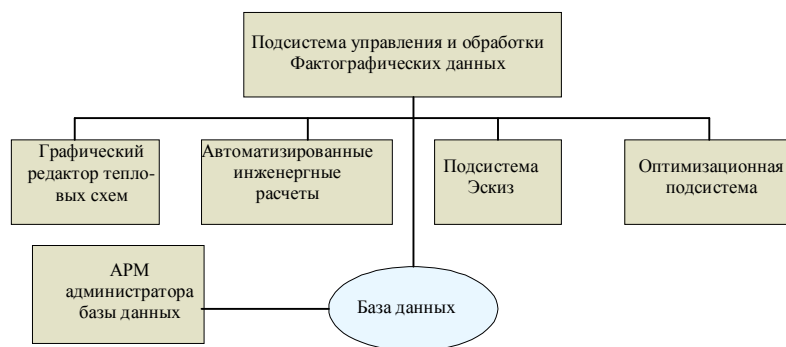 Подсистема управления и обработки
Фактографических данных
Графический
редактор тепло-
вых схем
Автоматизированные
инженергные
расчеты
Подсистема
Эскиз
Оптимизационная
подсистема
АРМ
администратора
базы данных
База данных